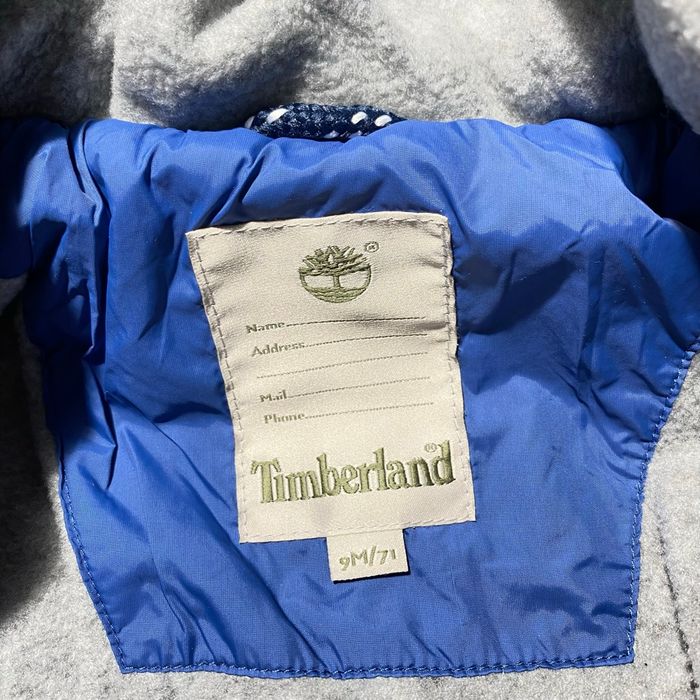 ®
Name
Address
Mail
Phone
Timberland®
9M/71